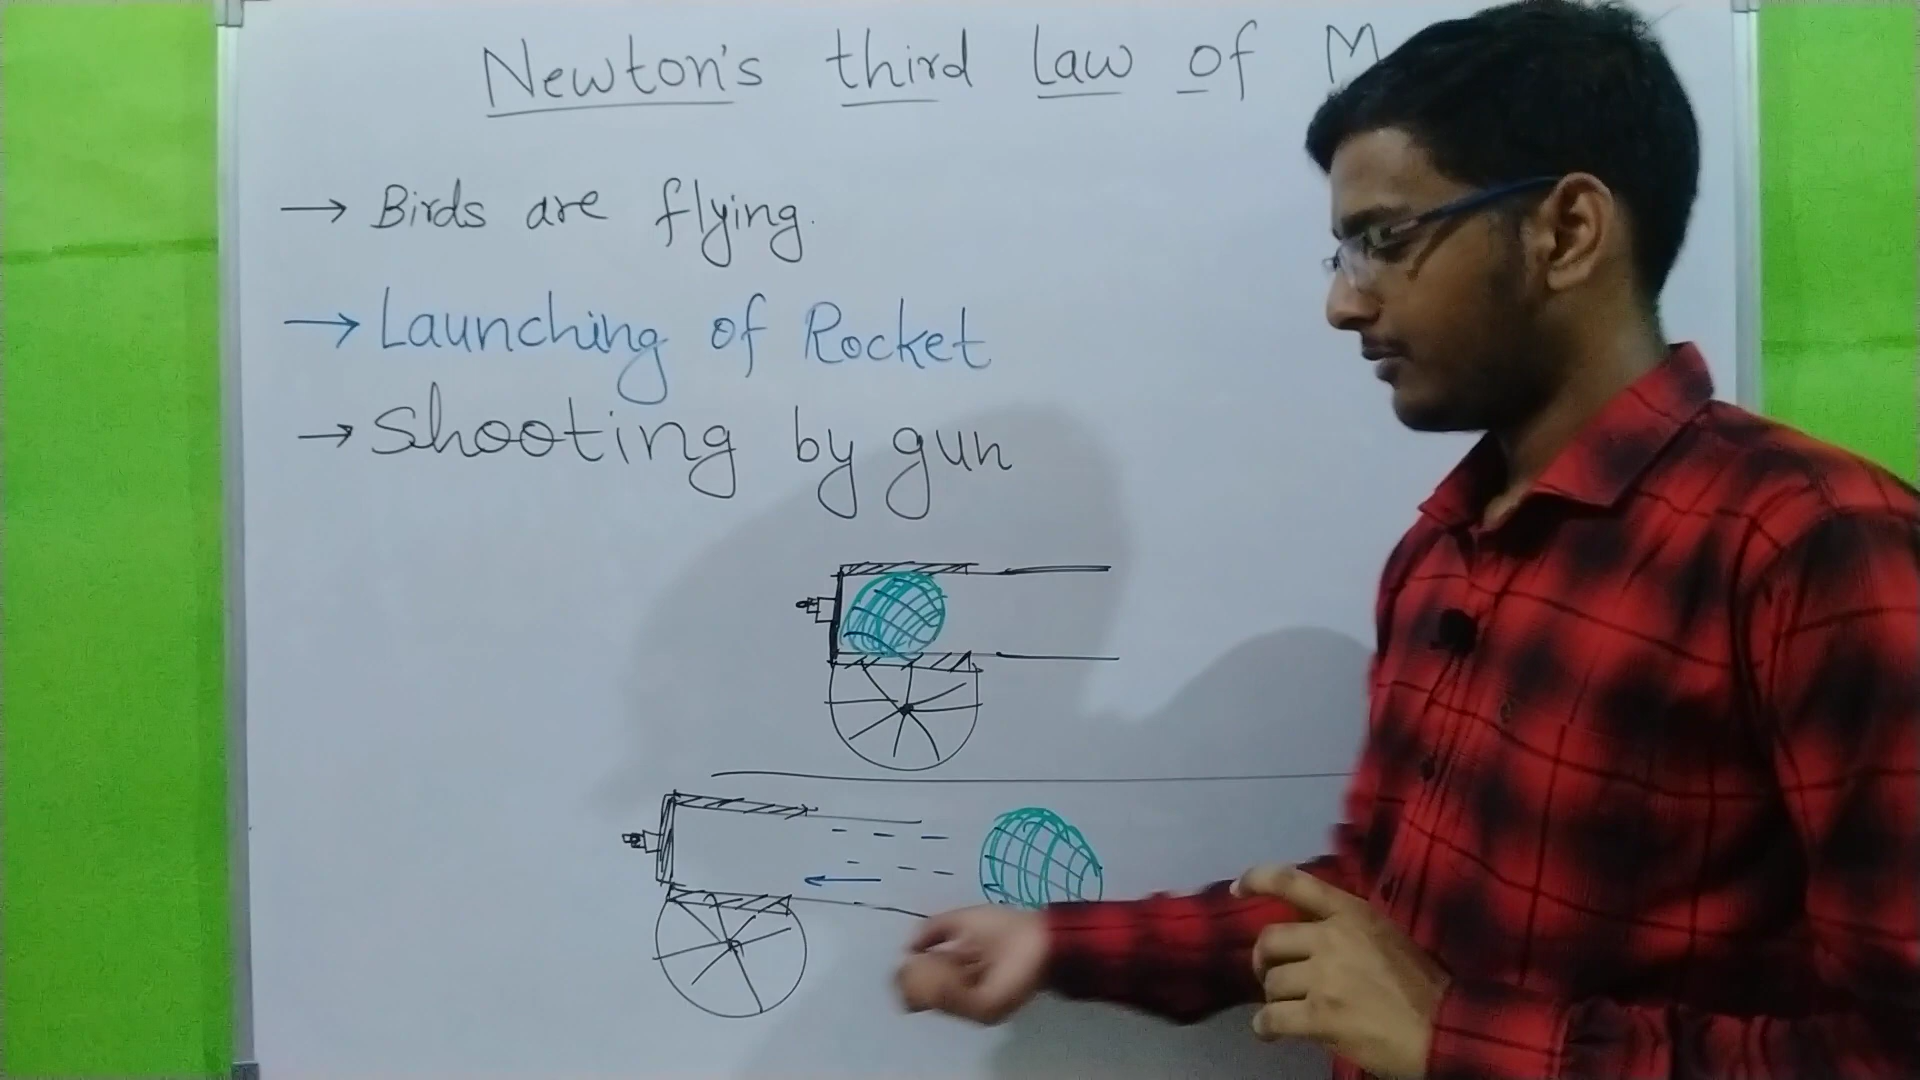 Newton's third law of M
→ Birds are flying.
→ Launching of Rocket
→ Shooting by gun